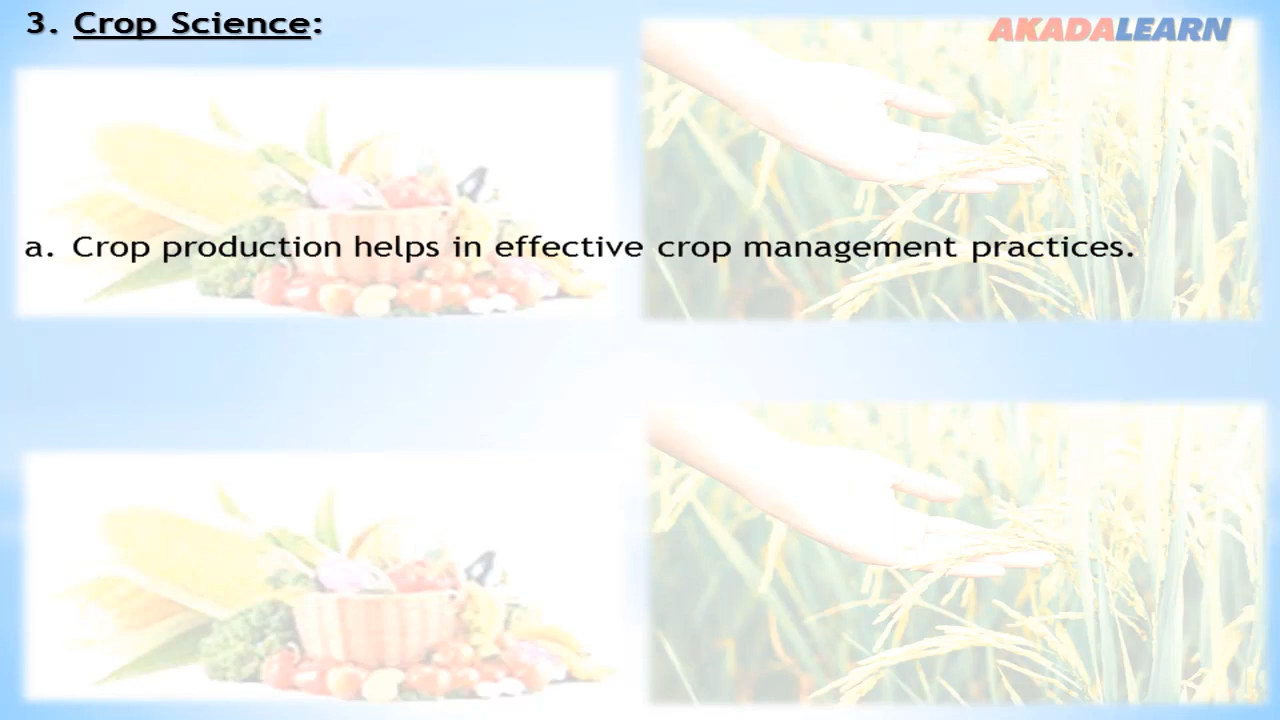 3. Crop Science:
AKADALEARN
a. Crop production helps in effective crop management practices.